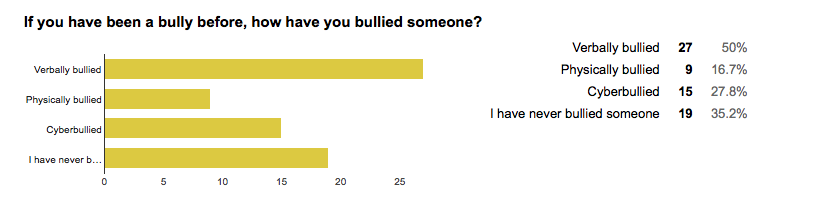 If you have been a bully before, how have you bullied someone?
Verbally bullied
Physically bullied
Cyberbullied
I have never b...
0 5 10 15 20 25
Verbally bullied 27 50%
Physically bullied 9 16.7%
Cyberbullied 15 27.8%
I have never bullied someone 19 35.2%